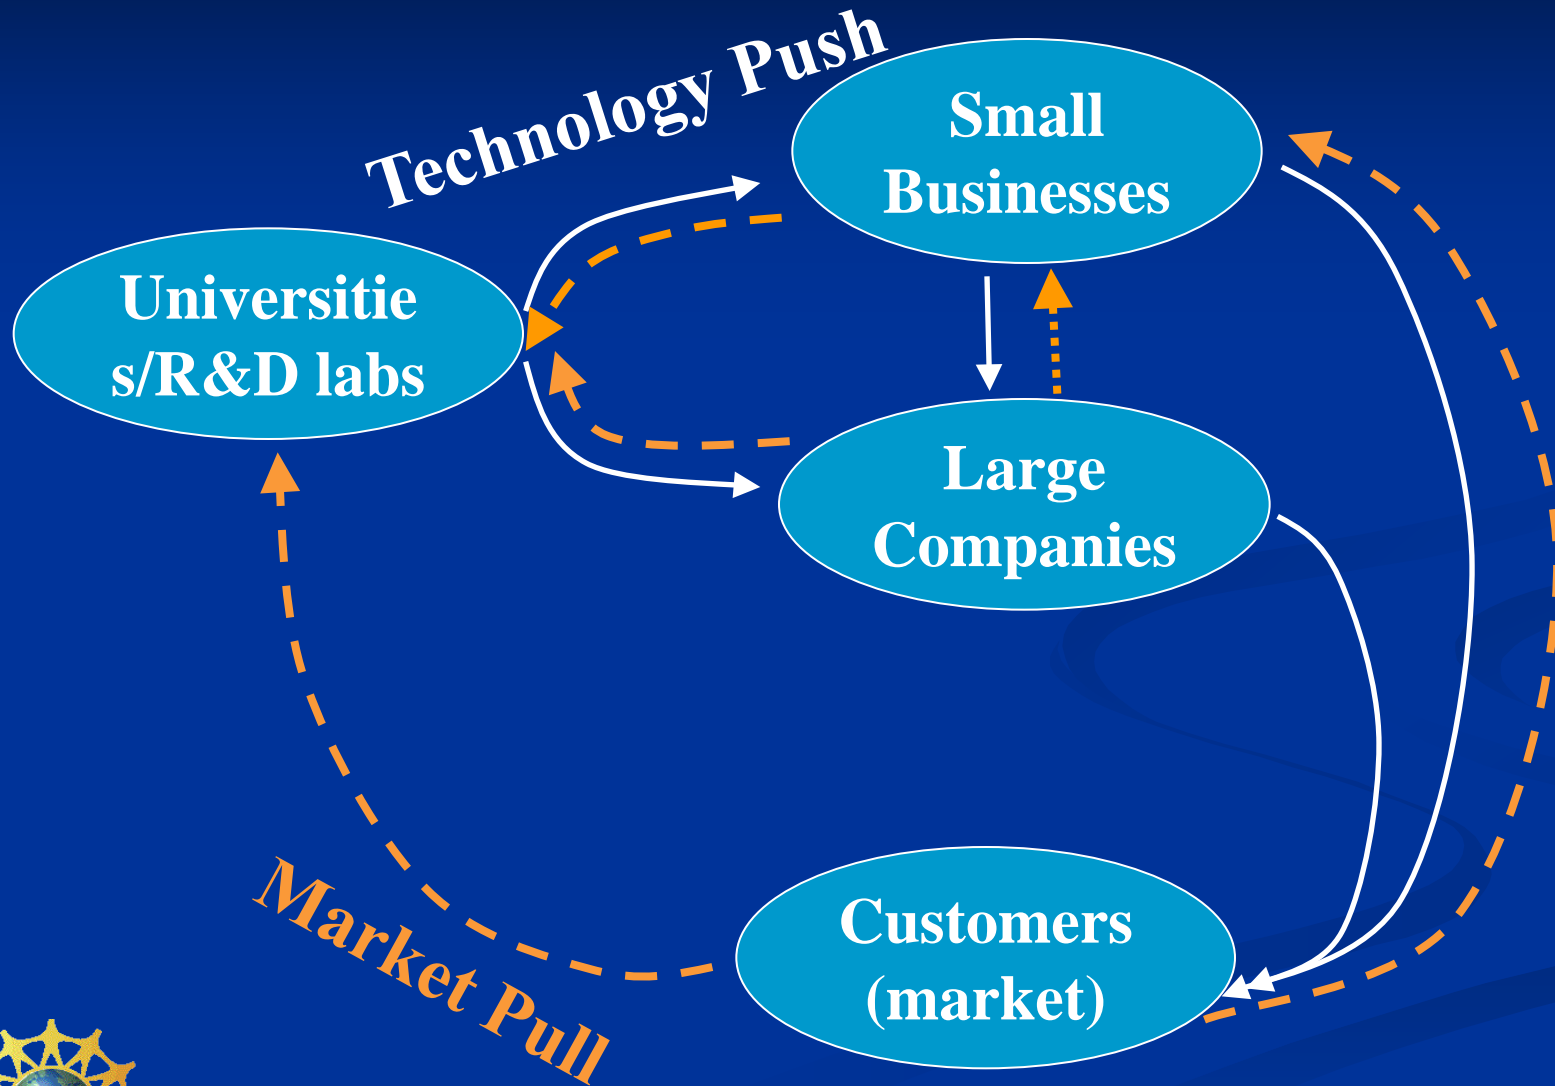 Technology Push
Small
Businesses
Universitie
s/R&D labs
Large
Companies
Customers
(market)
Market Pull